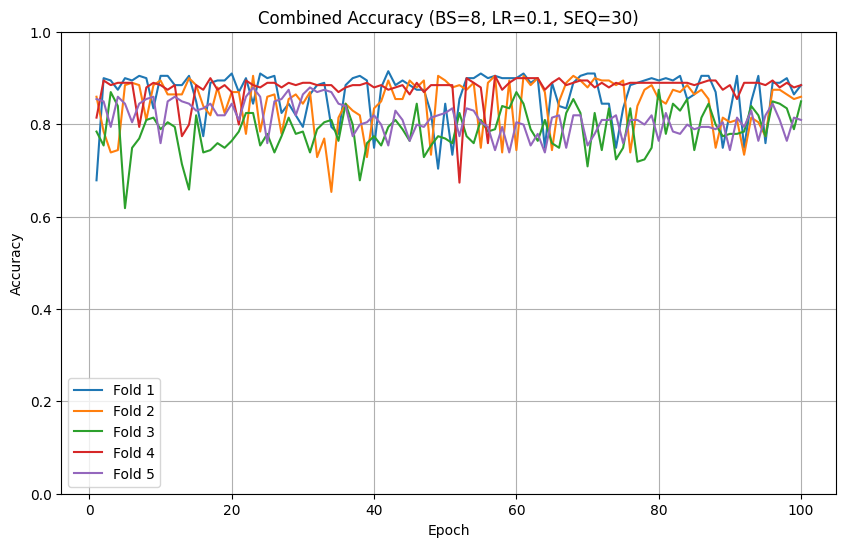 Combined Accuracy (BS=8, LR=0.1, SEQ=30)
1.0
0.8
0.6
0.4
0.2
0.0
Accuracy
Fold 1
Fold 2
Fold 3
Fold 4
Fold 5
0 20 40 60 80 100
Epoch